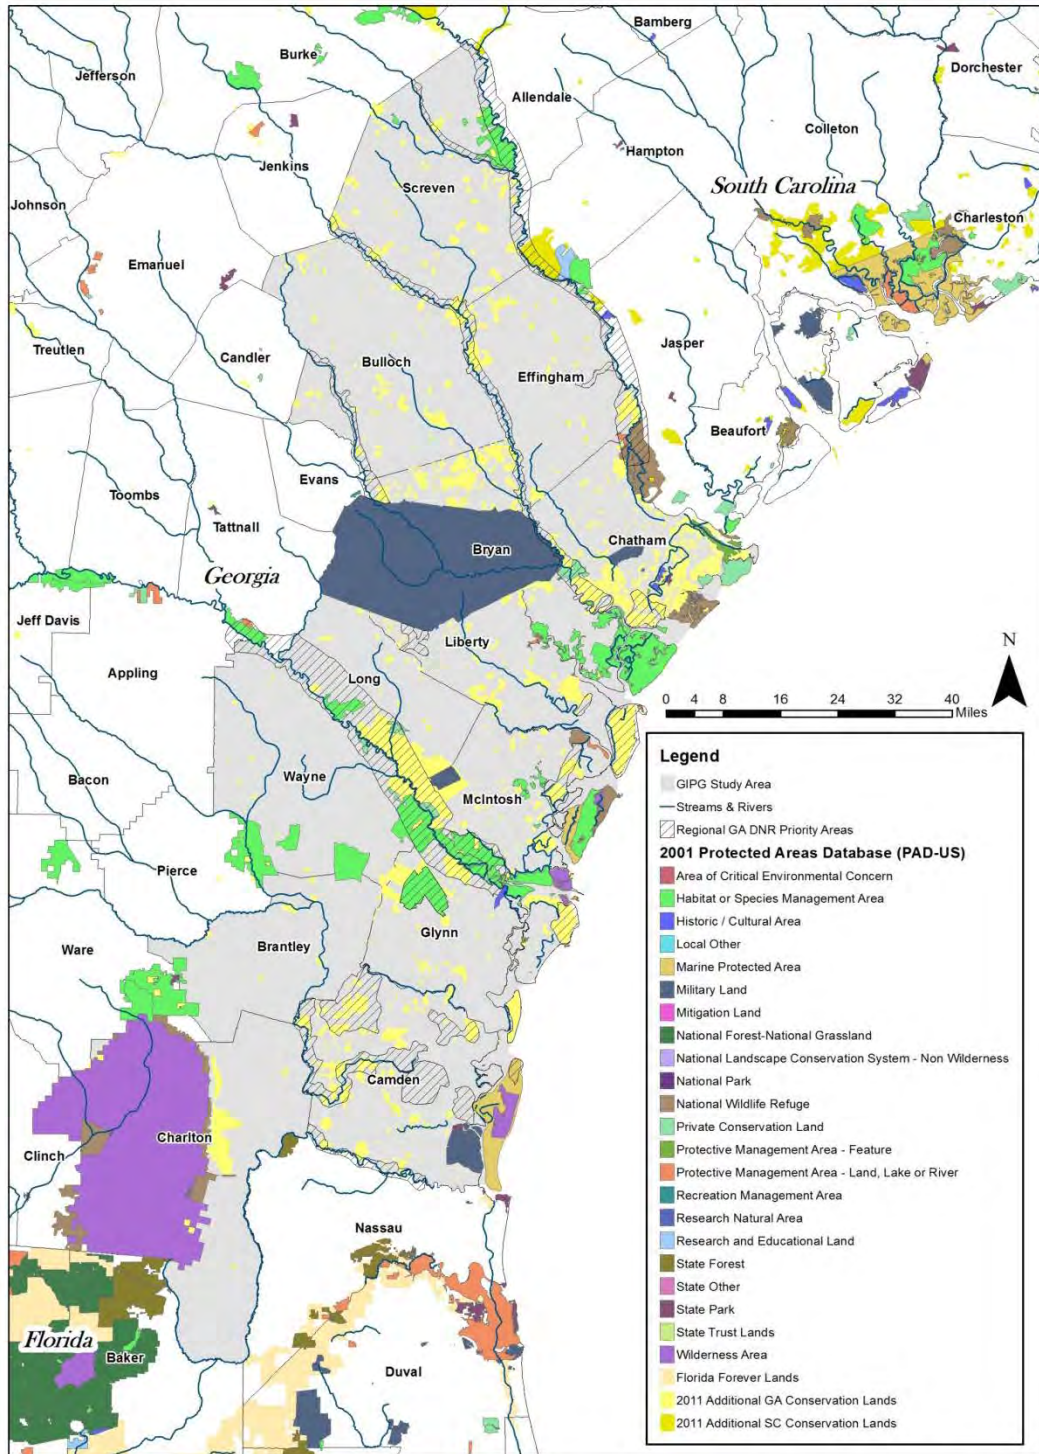 Bamberg
Burke
Jefferson
Dorchester
Allendale
Colleton
Hampton
Jenkins
Screven
South Carolina
Johnson
Charleston
Emanuel
Treutlen
Candler
Bulloch
Jasper
Effingham
Beaufort
Evans
Toombs
Tattnall
Chatham
Bryan
Georgia
Jeff Davis
Liberty
N
Appling
Long
0 4 8 16 24 32 40
Miles
Legend
GIPG Study Area
Streams & Rivers
Regional GA DNR Priority Areas
2001 Protected Areas Database (PAD-US)
Area of Critical Environmental Concern
Habitat or Species Management Area
Historic / Cultural Area
Local Other
Marine Protected Area
Military Land
Mitigation Land
National Forest-National Grassland
National Landscape Conservation System - Non Wilderness
National Park
National Wildlife Refuge
Private Conservation Land
Protective Management Area - Feature
Protective Management Area - Land, Lake or River
Recreation Management Area
Research Natural Area
Research and Educational Land
State Forest
State Other
State Park
State Trust Lands
Wilderness Area
Florida Forever Lands
2011 Additional GA Conservation Lands
2011 Additional SC Conservation Lands
Bacon
Wayne
McIntosh
Pierce
Ware
Brantley
Glynn
Camden
Charlton
Clinch
Nassau
Florida
Baker
Duval